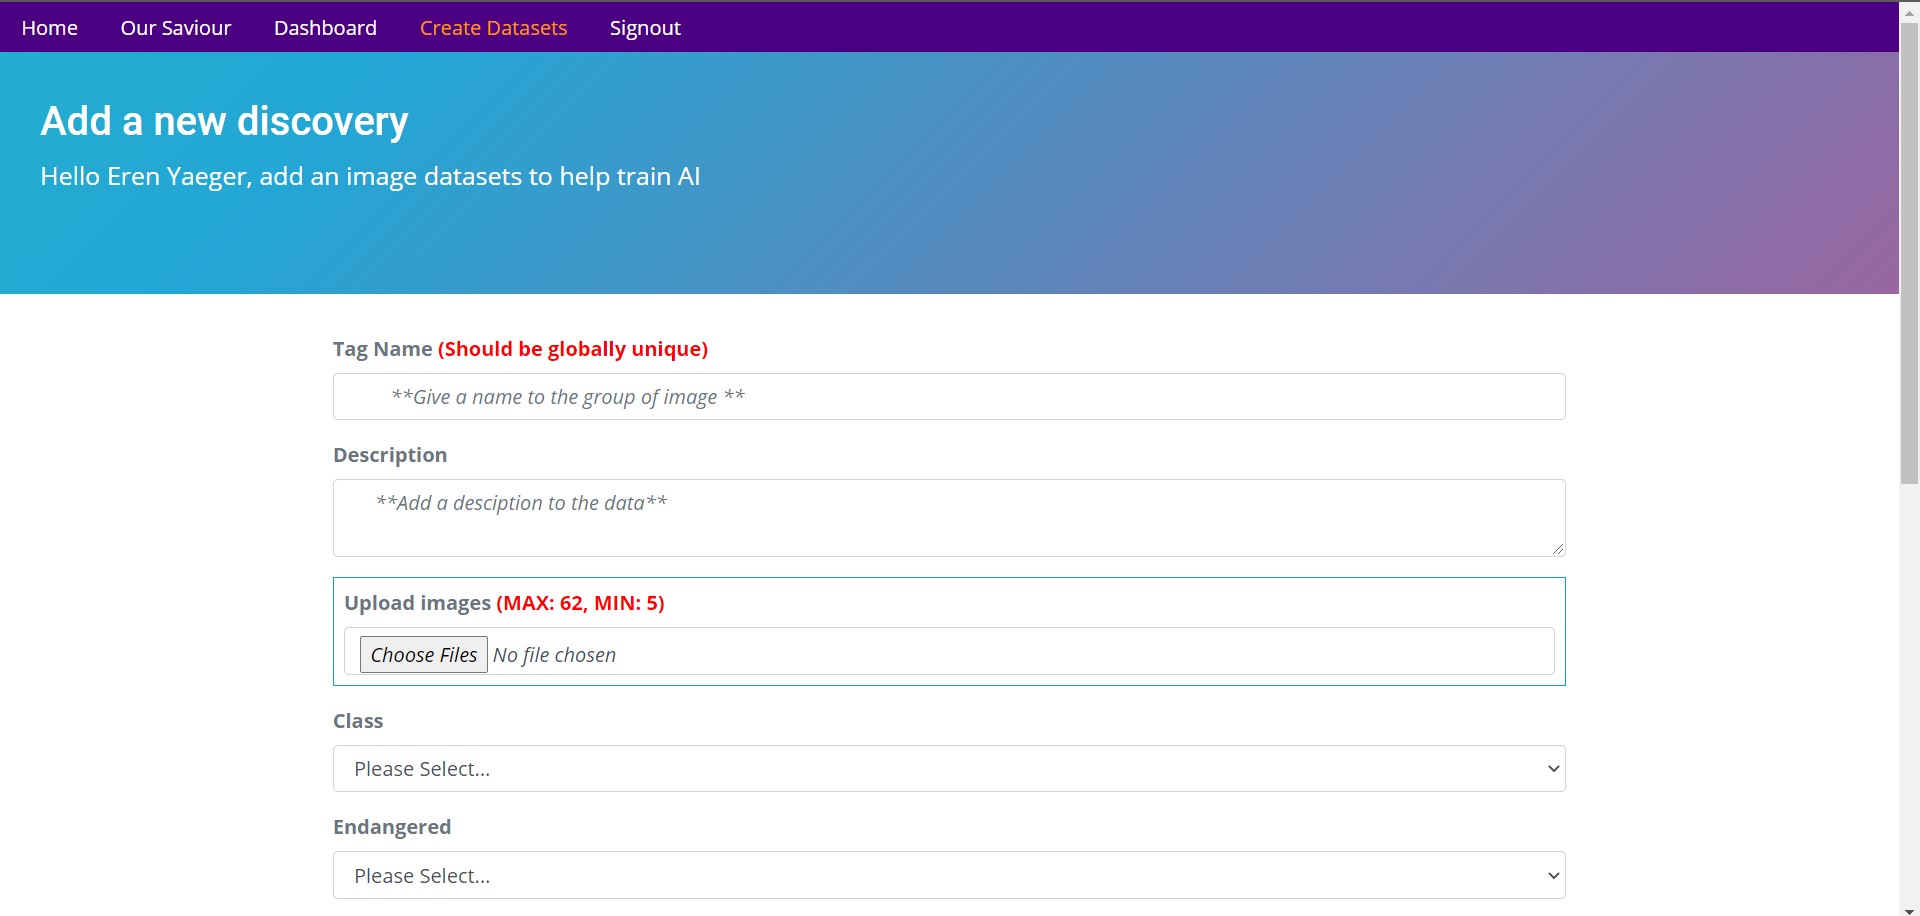 Home Our Saviour Dashboard Create Datasets Signout
Add a new discovery
Hello Eren Yaeger, add an image datasets to help train AI
Tag Name (Should be globally unique)
**Give a name to the group of image **
Description
**Add a desciption to the data**
Upload images (MAX: 62, MIN: 5)
Choose Files No file chosen
Class
Please Select...
Endangered
Please Select...